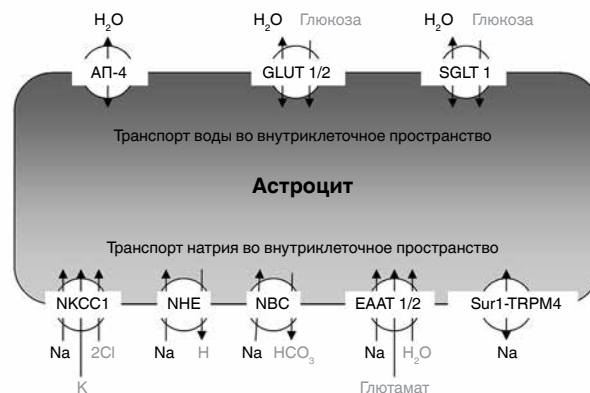 H₂O H₂O Глюкоза H₂O Глюкоза
АП-4 GLUT 1/2 SGLT 1
Транспорт воды во внутриклеточное пространство
Астроцит
Транспорт натрия во внутриклеточное пространство
NKCC1 NHE NBC EAAT 1/2 Sur1-TRPM4
Na 2Cl Na H Na HCO₃ Na H₂O Na
K Глютамат